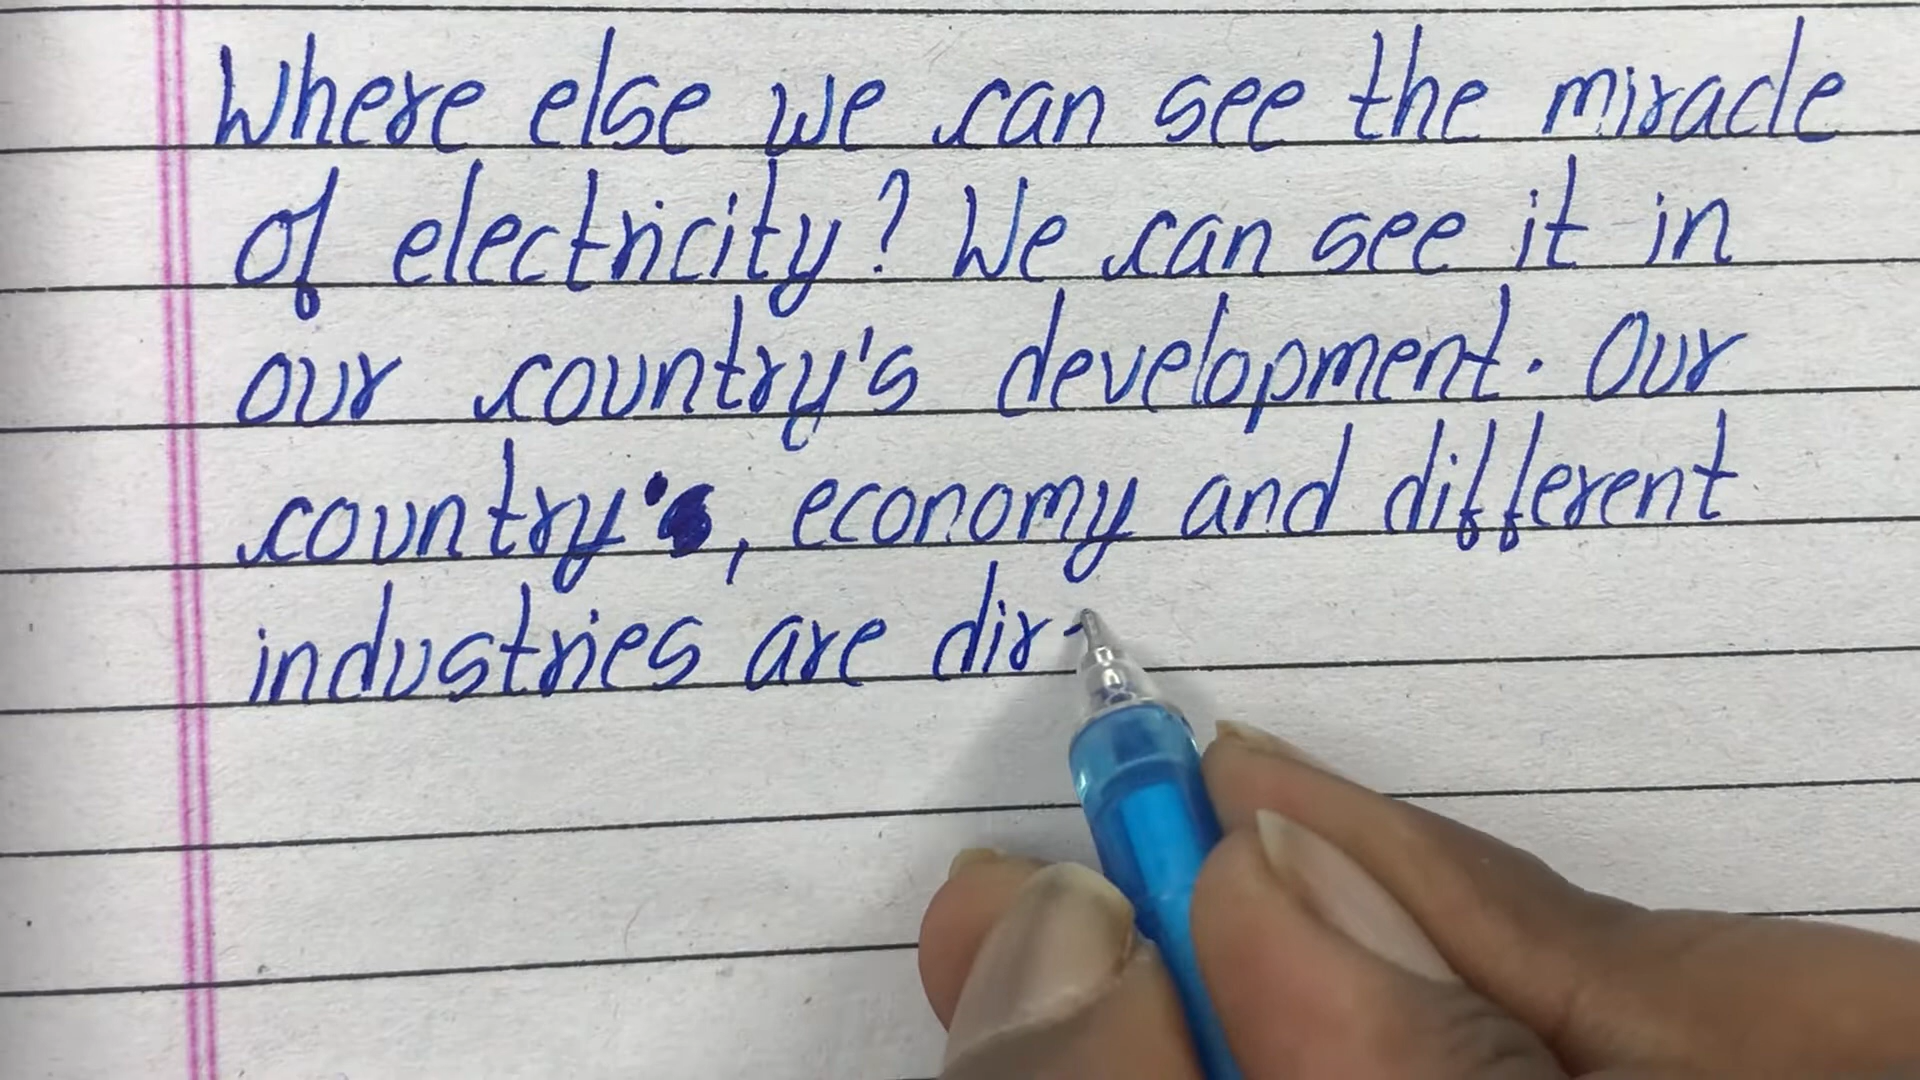 Where else we can see the miracle
of electricity? We can see it in
our country's development. Our
country's, economy and different
industries are dir